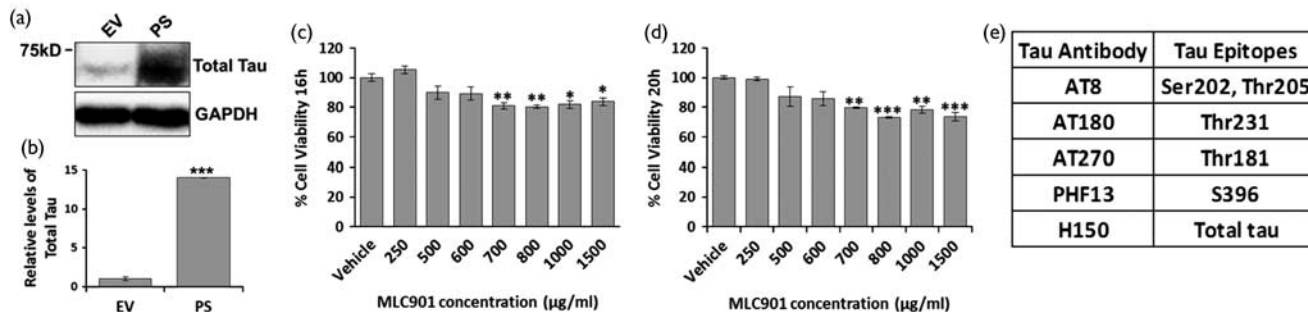 (a)
EV PS
75kD
Total Tau
GAPDH
(b)
Relative levels of
Total Tau
15
10
5
0
***
EV PS
(c)
% Cell Viability 16h
120
100
80
60
40
20
0
** ** * *
Vehicle 250 500 600 700 800 1000 1500
MLC901 concentration (µg/ml)
(d)
% Cell Viability 20h
120
100
80
60
40
20
0
** *** ** ***
Vehicle 250 500 600 700 800 1000 1500
MLC901 concentration (µg/ml)
(e)
Tau Antibody Tau Epitopes
AT8 Ser202, Thr205
AT180 Thr231
AT270 Thr181
PHF13 S396
H150 Total tau